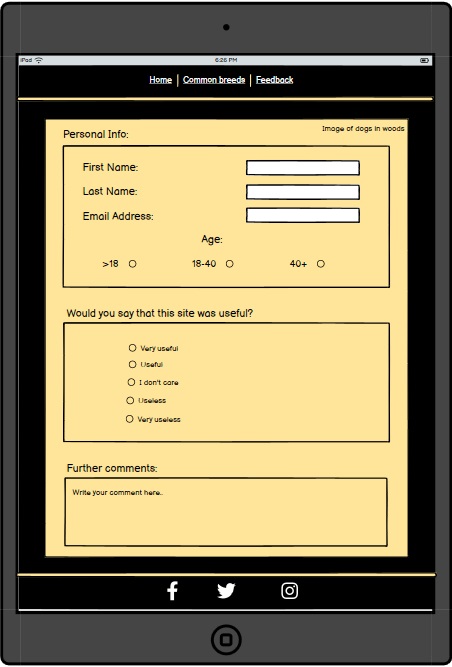 iPad 6:26 PM
Home | Common breeds | Feedback
Image of dogs in woods
Personal Info:
First Name:
Last Name:
Email Address:
Age:
>18 18-40 40+
Would you say that this site was useful?
Very useful
Useful
I don't care
Useless
Very useless
Further comments:
Write your comment here..